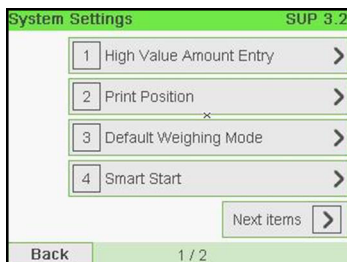 System Settings SUP 3.2
1 High Value Amount Entry
2 Print Position
3 Default Weighing Mode
4 Smart Start
Next items
Back 1 / 2